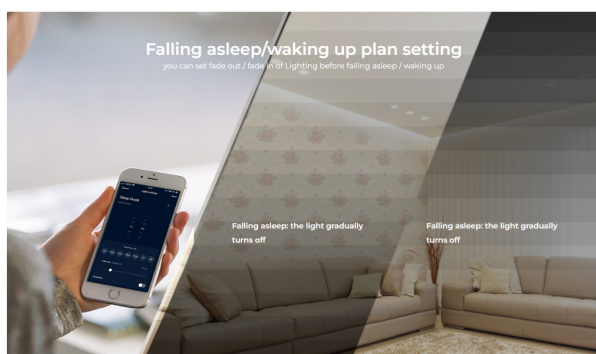 Falling asleep/waking up plan setting
you can set fade out / fade in of Lighting before falling asleep / waking up
Sleep Mode
Falling asleep: the light gradually
turns off
Falling asleep: the light gradually
turns off